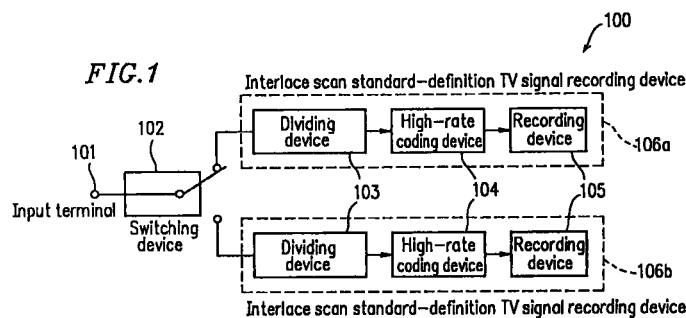 100
FIG.1
Interlace scan standard-definition TV signal recording device
Dividing
device
High-rate
coding device
Recording
device
106a
102
101
103
104
105
Input terminal
Switching
device
Dividing
device
High-rate
coding device
Recording
device
106b
Interlace scan standard-definition TV signal recording device